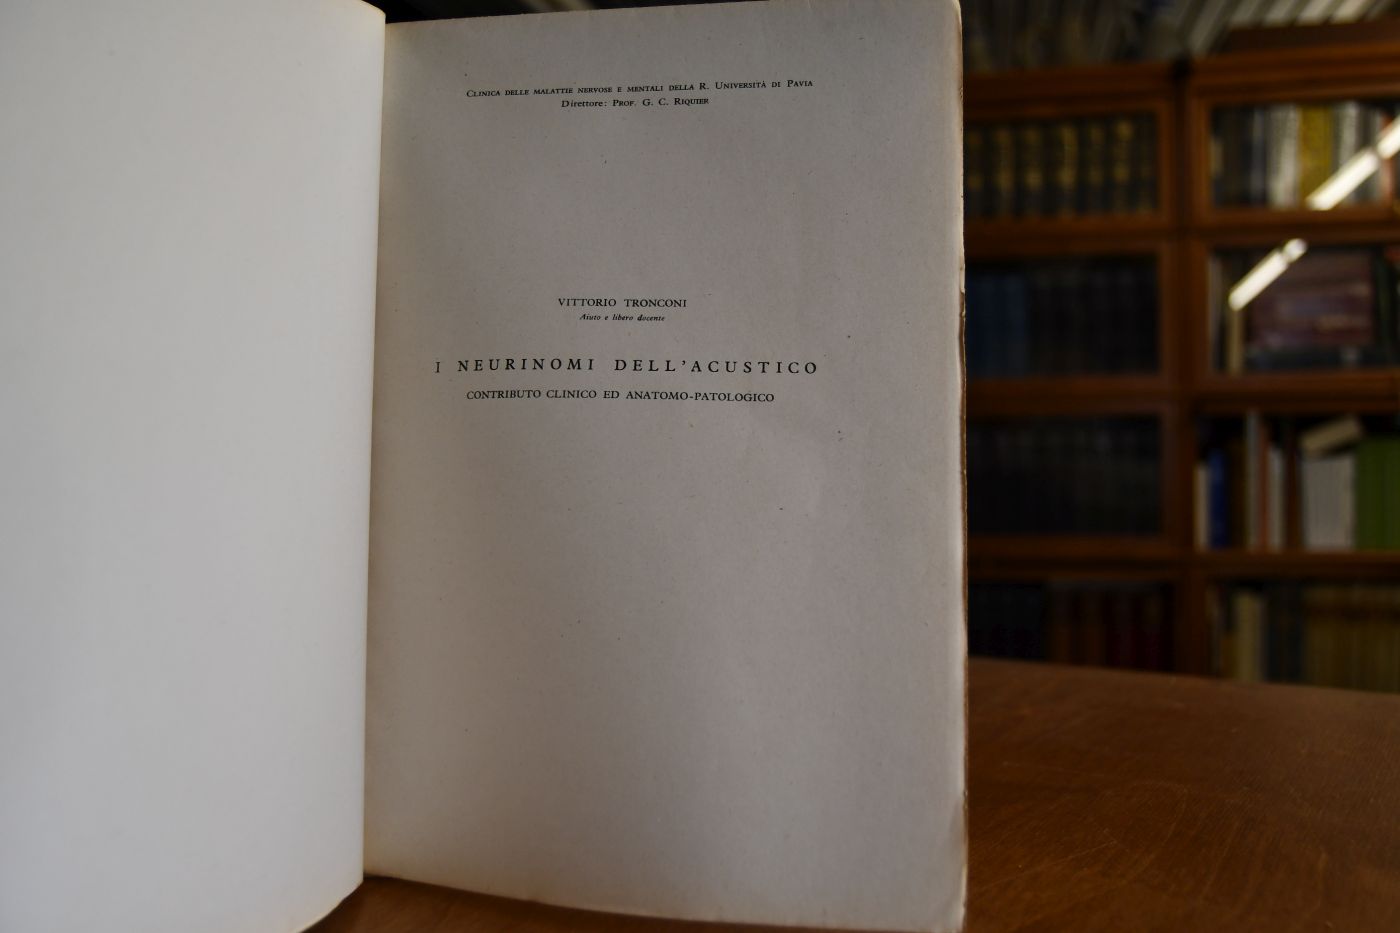 Clinica delle malattie nervose e mentali della R. Università di Pavia
Direttore: Prof. G. C. Riquier
VITTORIO TRONCONI
Aiuto e libero docente
I NEURINOMI DELL'ACUSTICO
CONTRIBUTO CLINICO ED ANATOMO-PATOLOGICO